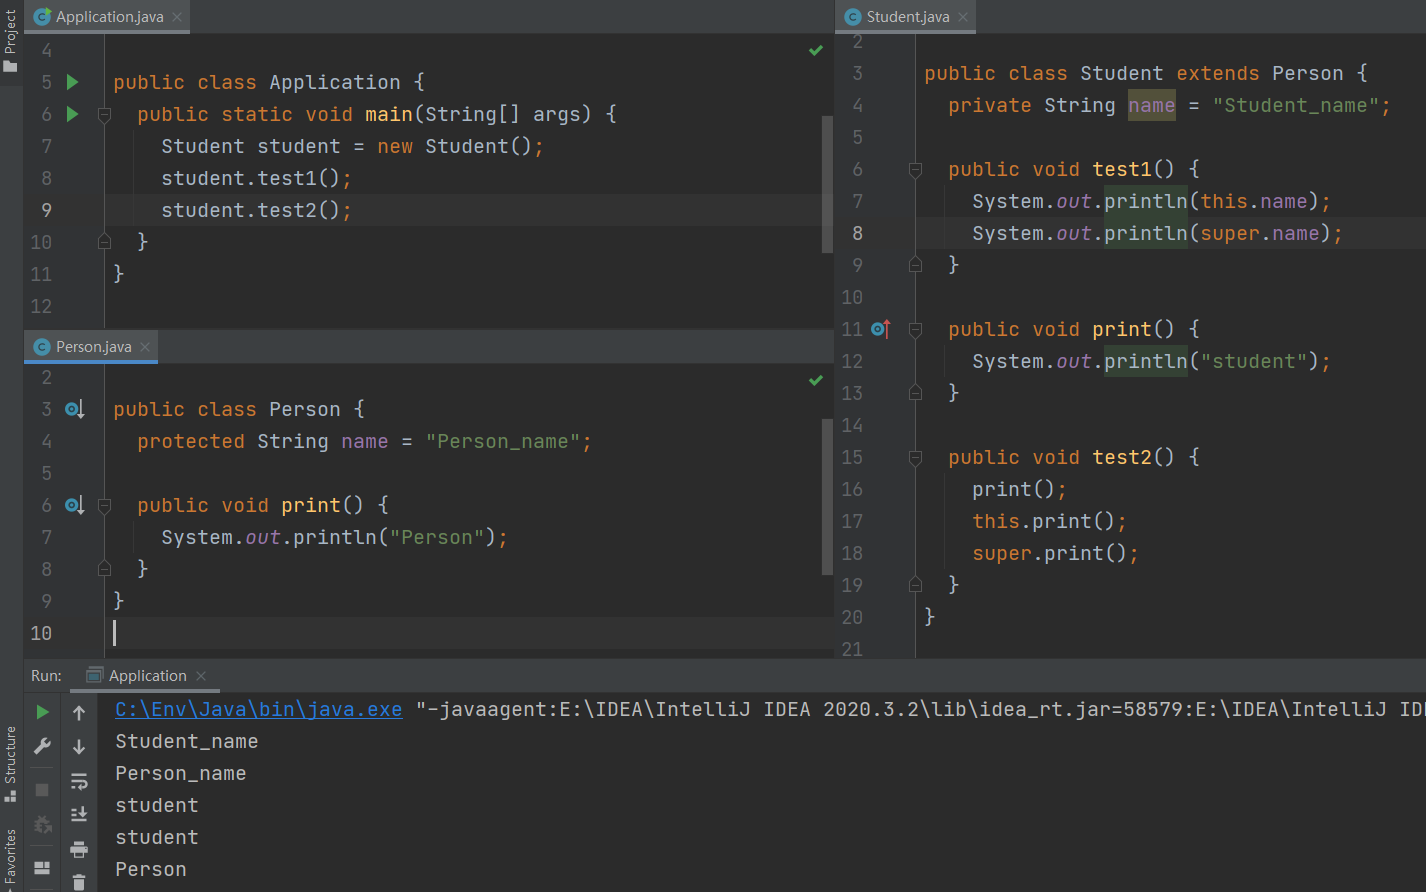 Project
Application.java
4
5 public class Application {
6 public static void main(String[] args) {
7 Student student = new Student();
8 student.test1();
9 student.test2();
10 }
11 }
12
Person.java
2
3 public class Person {
4 protected String name = "Person_name";
5
6 public void print() {
7 System.out.println("Person");
8 }
9 }
10
Student.java
2
3 public class Student extends Person {
4 private String name = "Student_name";
5
6 public void test1() {
7 System.out.println(this.name);
8 System.out.println(super.name);
9 }
10
11 public void print() {
12 System.out.println("student");
13 }
14
15 public void test2() {
16 print();
17 this.print();
18 super.print();
19 }
20 }
21
Run: Application
C:\Env\Java\bin\java.exe "-javaagent:E:\IDEA\IntelliJ IDEA 2020.3.2\lib\idea_rt.jar=58579:E:\IDEA\IntelliJ IDE
Student_name
Person_name
student
student
Person
Structure
Favorites